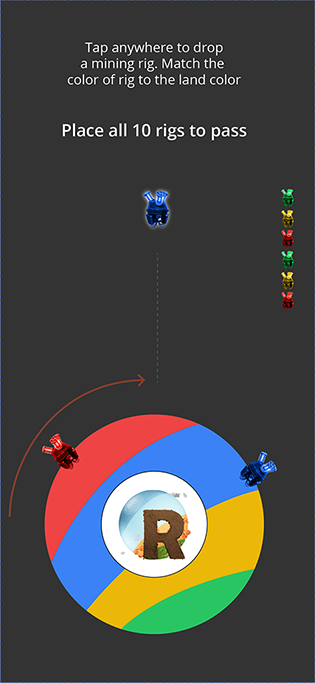 Tap anywhere to drop
a mining rig. Match the
color of rig to the land color
Place all 10 rigs to pass
R